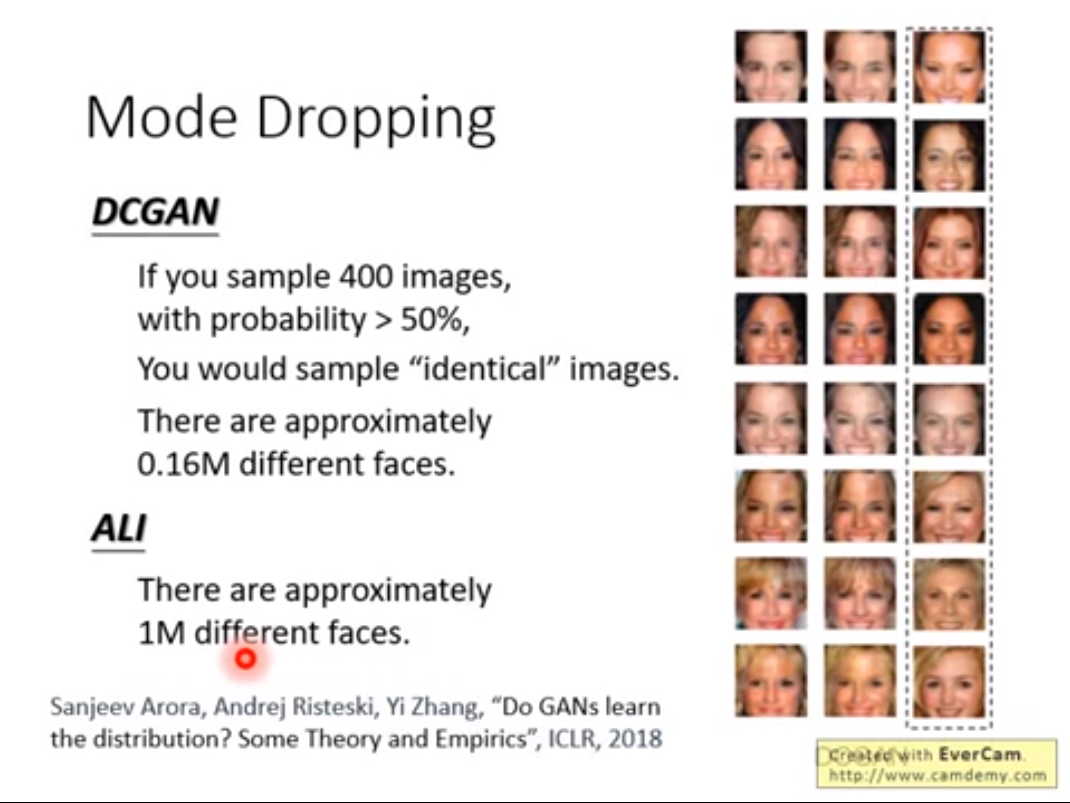 Mode Dropping
DCGAN
If you sample 400 images,
with probability > 50%,
You would sample “identical” images.
There are approximately
0.16M different faces.
ALI
There are approximately
1M different faces.
Sanjeev Arora, Andrej Risteski, Yi Zhang, “Do GANs learn
the distribution? Some Theory and Empirics”, ICLR, 2018
DCGAN
Created with EverCam.
http://www.camdemy.com